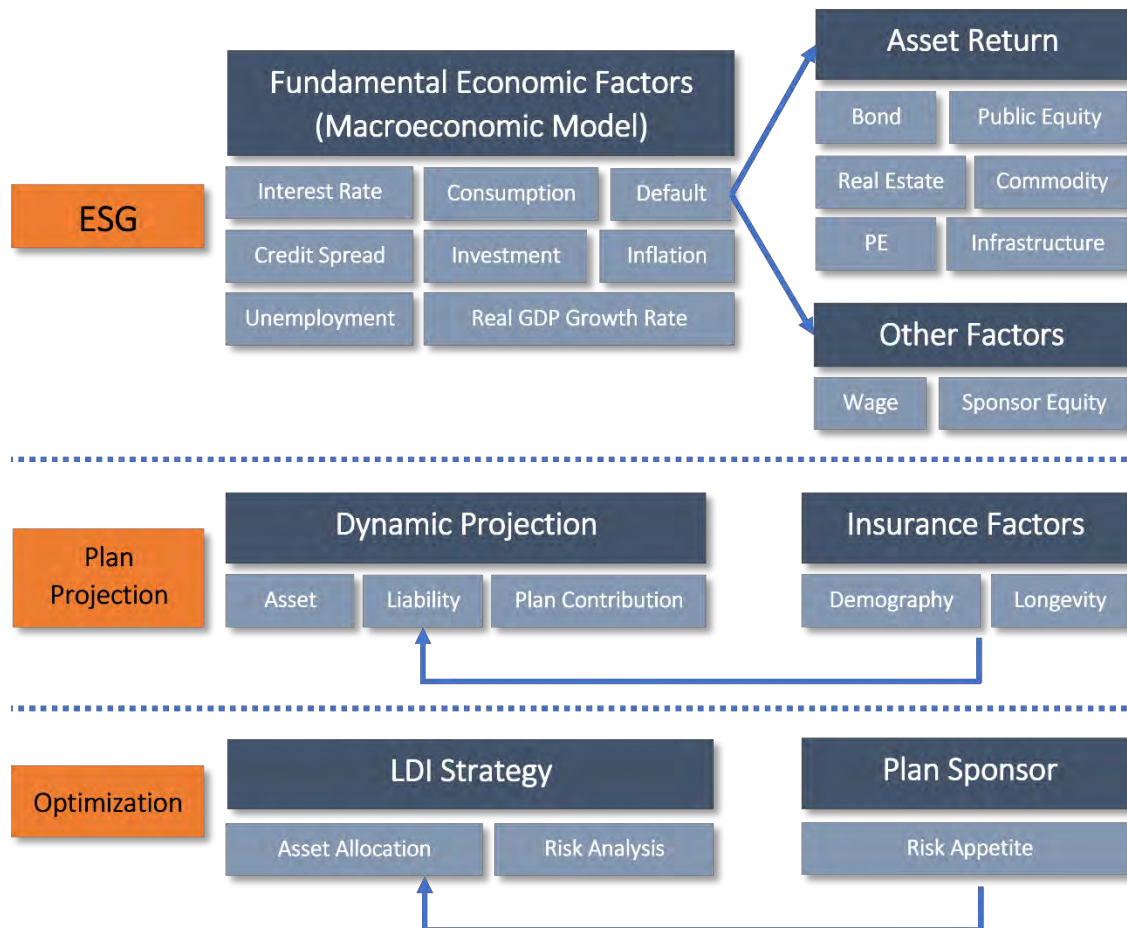 ESG
Fundamental Economic Factors
(Macroeconomic Model)
Interest Rate
Consumption
Default
Credit Spread
Investment
Inflation
Unemployment
Real GDP Growth Rate
Asset Return
Bond
Public Equity
Real Estate
Commodity
PE
Infrastructure
Other Factors
Wage
Sponsor Equity
Plan
Projection
Dynamic Projection
Asset
Liability
Plan Contribution
Insurance Factors
Demography
Longevity
Optimization
LDI Strategy
Asset Allocation
Risk Analysis
Plan Sponsor
Risk Appetite